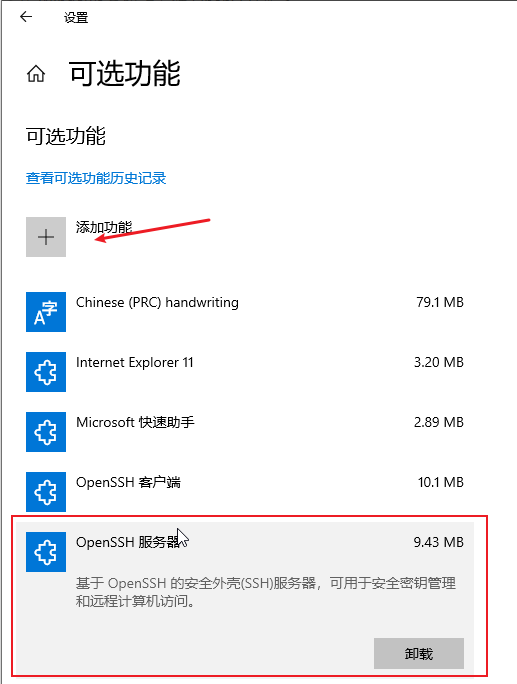 设置
可选功能
可选功能
查看可选功能历史记录
添加功能
Chinese (PRC) handwriting 79.1 MB
Internet Explorer 11 3.20 MB
Microsoft 快速助手 2.89 MB
OpenSSH 客户端 10.1 MB
OpenSSH 服务器 9.43 MB
基于 OpenSSH 的安全外壳(SSH)服务器，可用于安全密钥管理
和远程计算机访问。
卸载